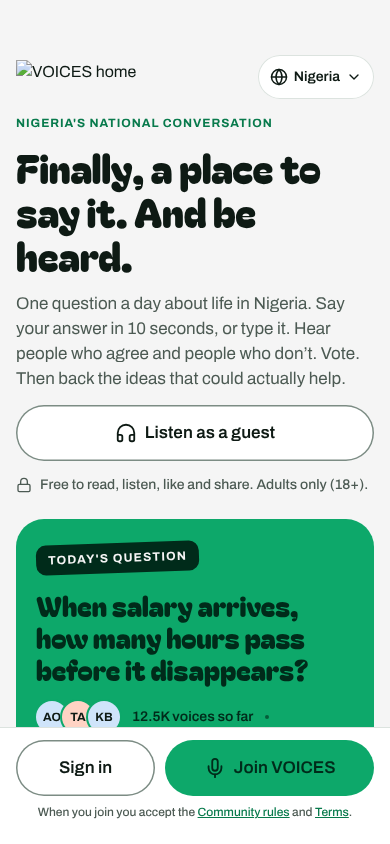 VOICES home
Nigeria
NIGERIA'S NATIONAL CONVERSATION
Finally, a place to
say it. And be
heard.
One question a day about life in Nigeria. Say
your answer in 10 seconds, or type it. Hear
people who agree and people who don’t. Vote.
Then back the ideas that could actually help.
Listen as a guest
Free to read, listen, like and share. Adults only (18+).
TODAY'S QUESTION
When salary arrives,
how many hours pass
before it disappears?
AO TA KB 12.5K voices so far •
Sign in
Join VOICES
When you join you accept the Community rules and Terms.